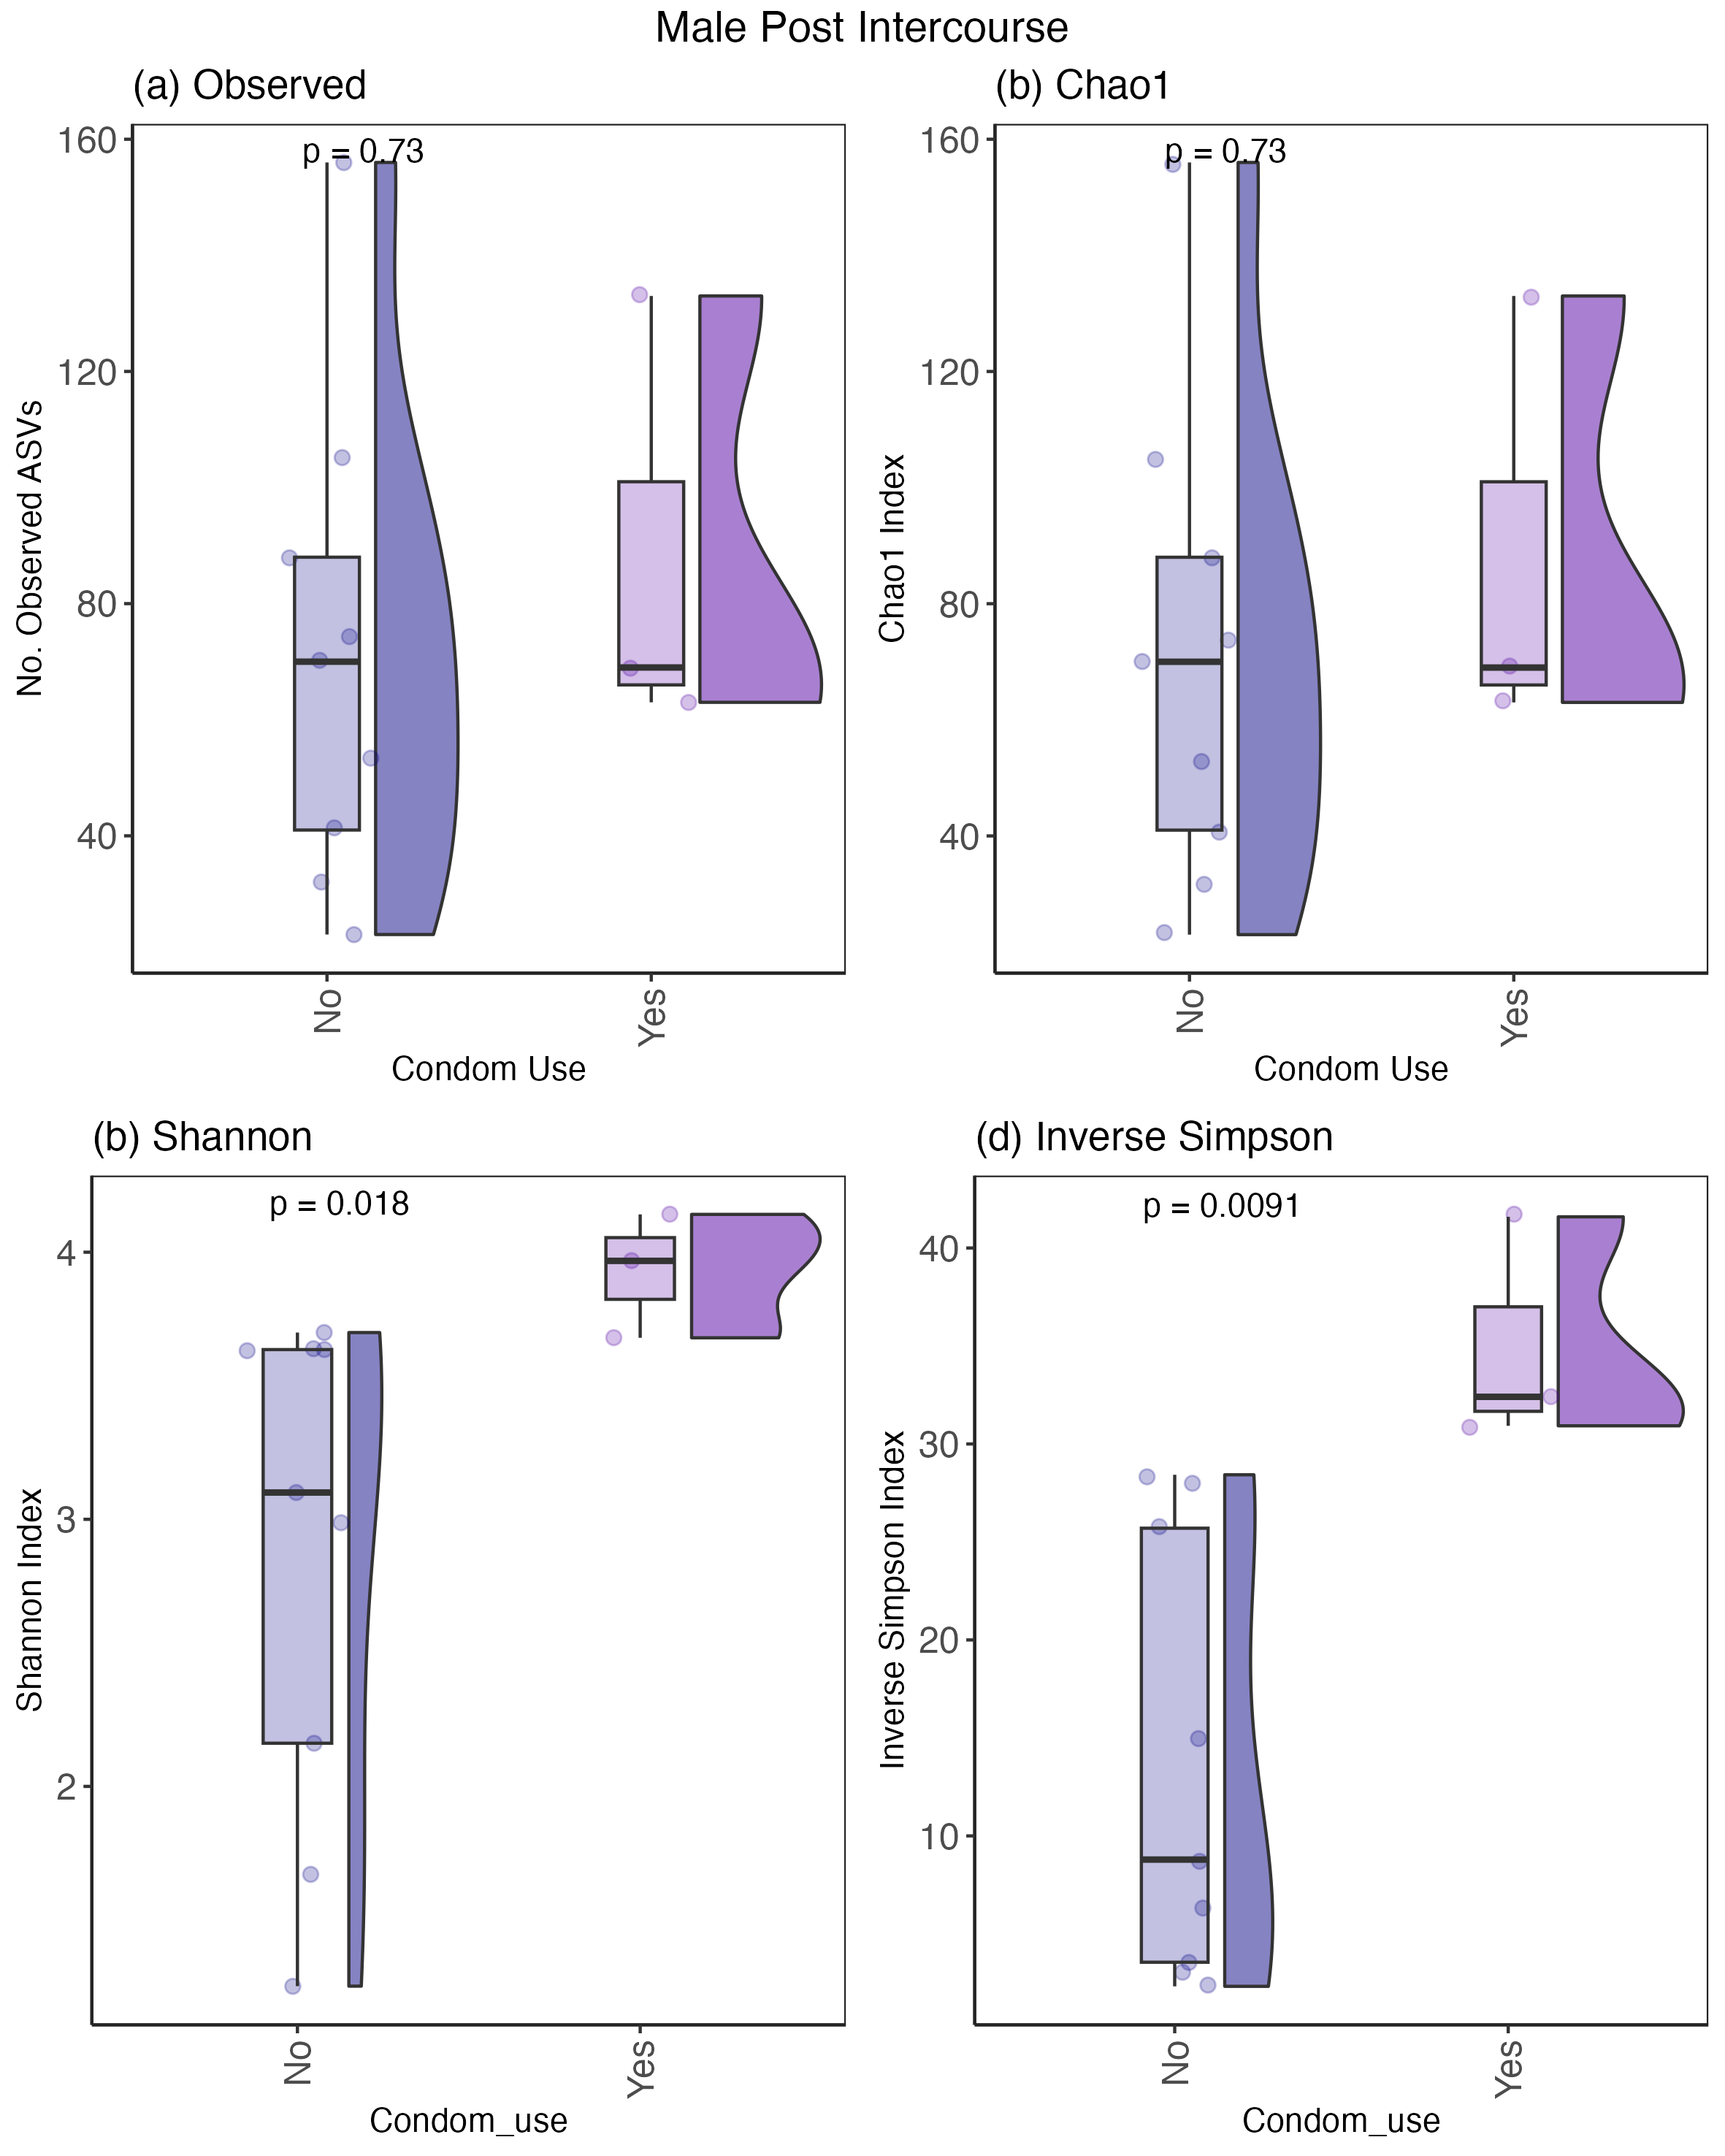 Male Post Intercourse
(a) Observed
160
120
80
40
No. Observed ASVs
p = 0.73
No
Yes
Condom Use
(b) Chao1
160
120
80
40
Chao1 Index
p = 0.73
No
Yes
Condom Use
(b) Shannon
4
3
2
Shannon Index
p = 0.018
No
Yes
Condom_use
(d) Inverse Simpson
40
30
20
10
Inverse Simpson Index
p = 0.0091
No
Yes
Condom_use